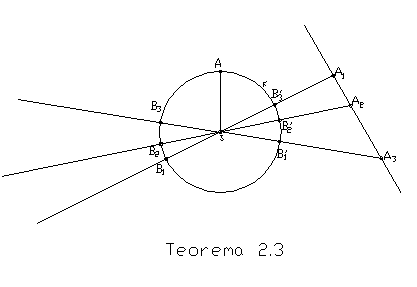 A
F
A₁
B₃
B₃'
A₂
B₂'
s
B₂
B₁'
A₃
B₁
Teorema 2.3